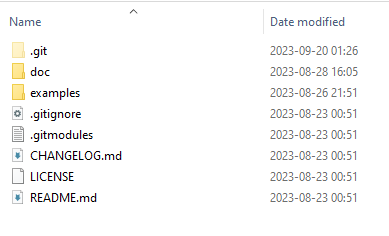 Name Date modified
.git 2023-09-20 01:26
doc 2023-08-28 16:05
examples 2023-08-26 21:51
.gitignore 2023-08-23 00:51
.gitmodules 2023-08-23 00:51
CHANGELOG.md 2023-08-23 00:51
LICENSE 2023-08-23 00:51
README.md 2023-08-23 00:51